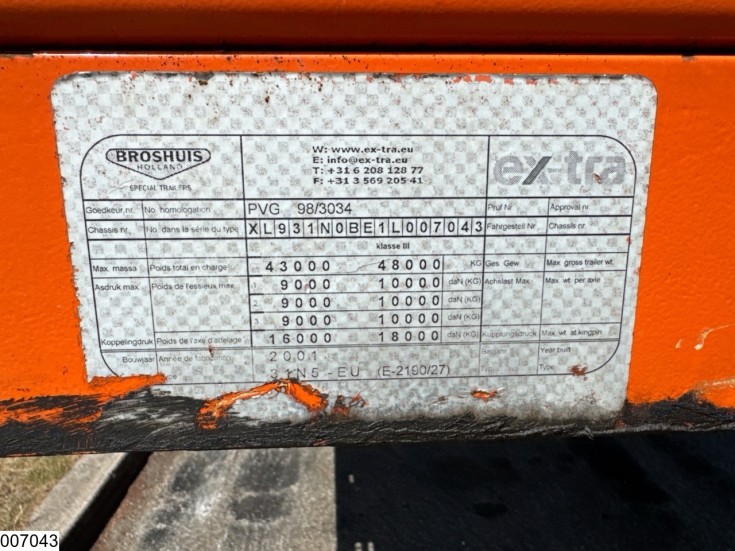 BROSHUIS
HOLLAND
SPECIAL TRAILERS
W: www.ex-tra.eu
E: info@ex-tra.eu
T: +31 6 208 128 77
F: +31 3 569 205 41
ex-tra
Goedkeur.nr. No. homologation PVG 98/3034 Prüf Nr Approval nr.
Chassis nr. No. dans la série du type XL931N0BE1L007043 Fahrgestell Nr Chassis nr.
klasse III
Max. massa Poids total en charge 43000 48000 KG Ges. Gew. Max. gross trailer wt.
Asdruk max. Poids de l'essieux max. 1 9000 10000 daN (KG) Achslast Max. Max. wt. per axle
2 9000 10000 daN (KG)
3 9000 10000 daN (KG)
Koppelingdruk Poids de l'axe d'attelage 16000 18000 daN (KG) Kupplungsdruck Max. wt. at kingpin
Bouwjaar Année de fabrication 2001 Year built
31N5-EU (E-2190/27) Type
007043